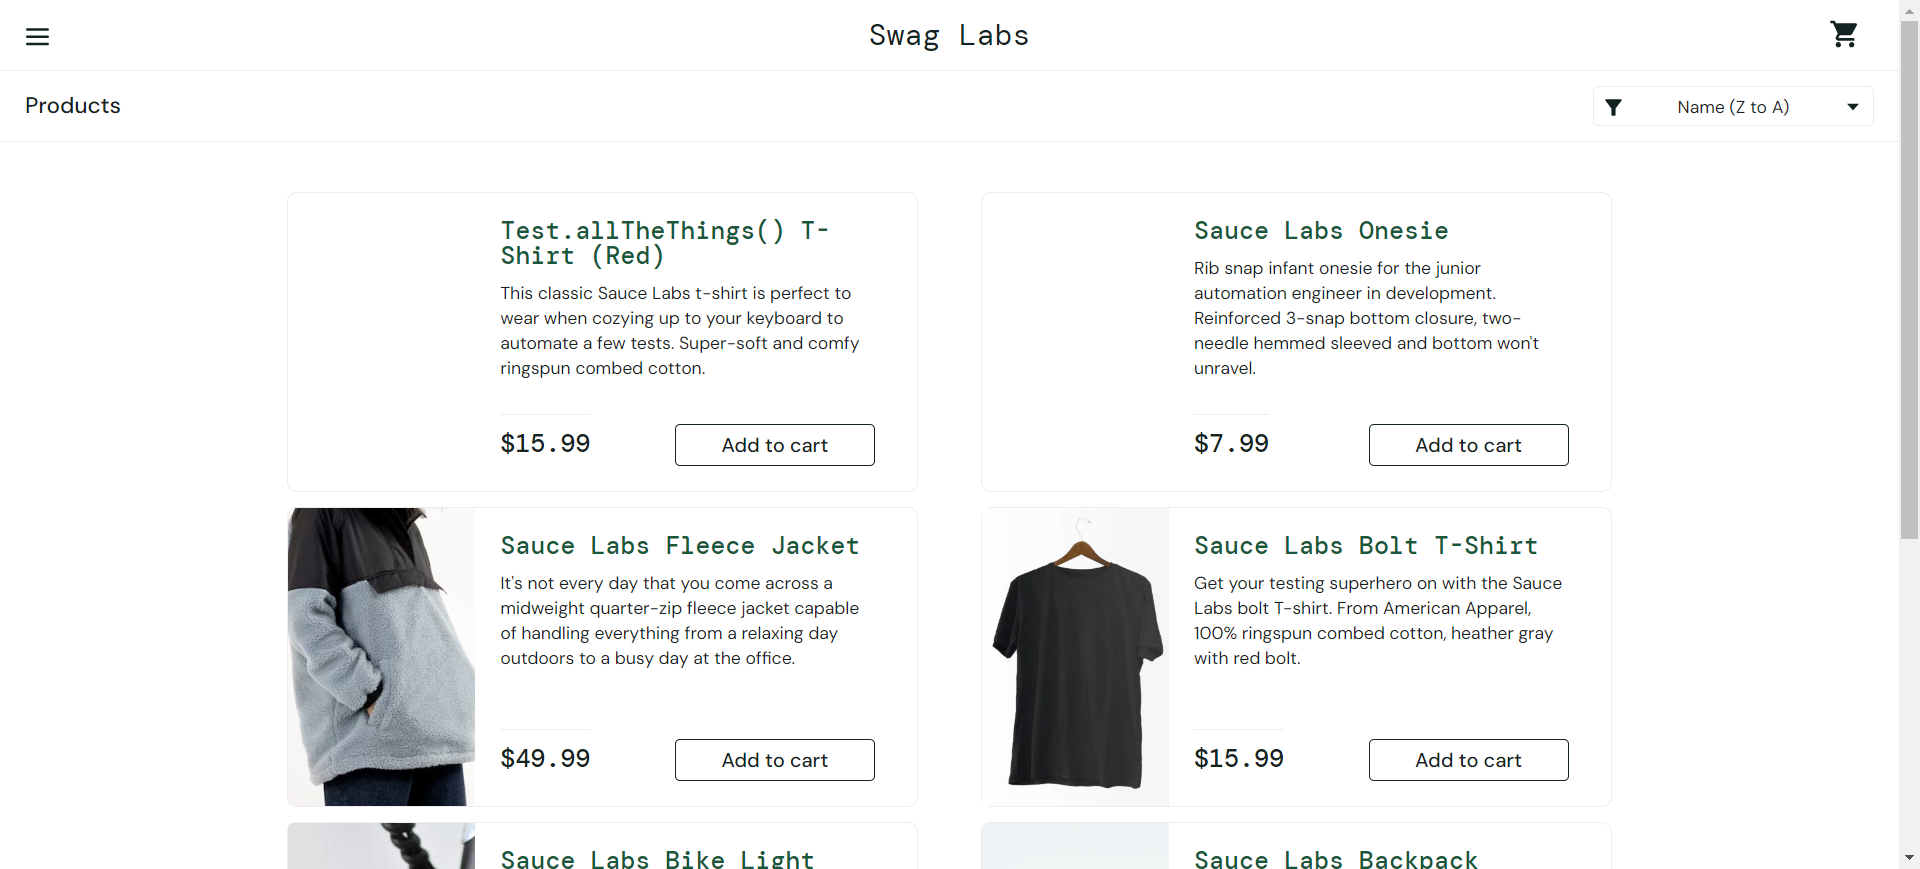 Swag Labs
Products
Name (Z to A)
Test.allTheThings() T-
Shirt (Red)
This classic Sauce Labs t-shirt is perfect to
wear when cozying up to your keyboard to
automate a few tests. Super-soft and comfy
ringspun combed cotton.
$15.99
Add to cart
Sauce Labs Onesie
Rib snap infant onesie for the junior
automation engineer in development.
Reinforced 3-snap bottom closure, two-
needle hemmed sleeved and bottom won't
unravel.
$7.99
Add to cart
Sauce Labs Fleece Jacket
It's not every day that you come across a
midweight quarter-zip fleece jacket capable
of handling everything from a relaxing day
outdoors to a busy day at the office.
$49.99
Add to cart
Sauce Labs Bolt T-Shirt
Get your testing superhero on with the Sauce
Labs bolt T-shirt. From American Apparel,
100% ringspun combed cotton, heather gray
with red bolt.
$15.99
Add to cart
Sauce Labs Bike Light
Sauce Labs Backpack